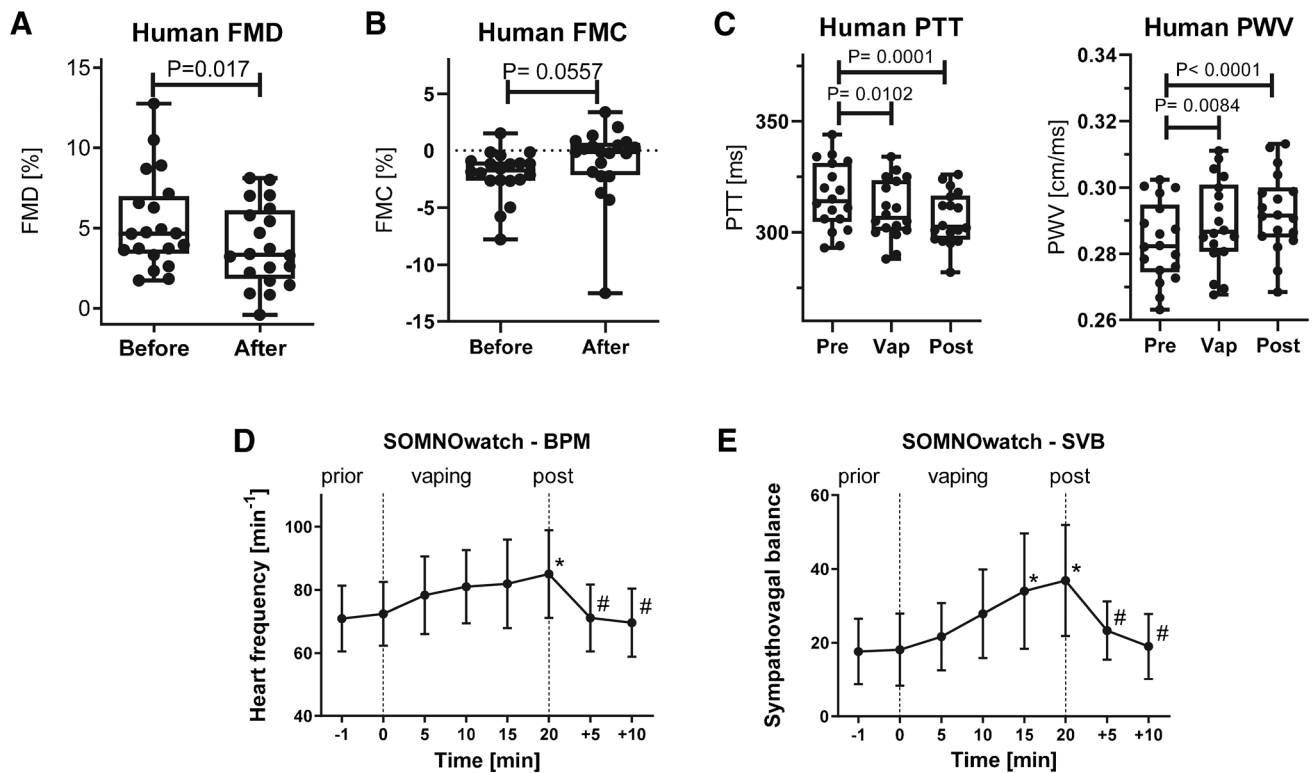 A
Human FMD
P=0.017
FMD [%]
15
10
5
0
Before After
B
Human FMC
P= 0.0557
FMC [%]
5
0
-5
-10
-15
Before After
C
Human PTT
P= 0.0001
P= 0.0102
PTT [ms]
350
300
Pre Vap Post
Human PWV
P< 0.0001
P= 0.0084
PWV [cm/ms]
0.34
0.32
0.30
0.28
0.26
Pre Vap Post
D
SOMNOwatch - BPM
prior vaping post
Heart frequency [min-1]
100
80
60
40
* # #
-1 0 5 10 15 20 +5 +10
Time [min]
E
SOMNOwatch - SVB
prior vaping post
Sympathovagal balance
60
40
20
0
* * # #
-1 0 5 10 15 20 +5 +10
Time [min]